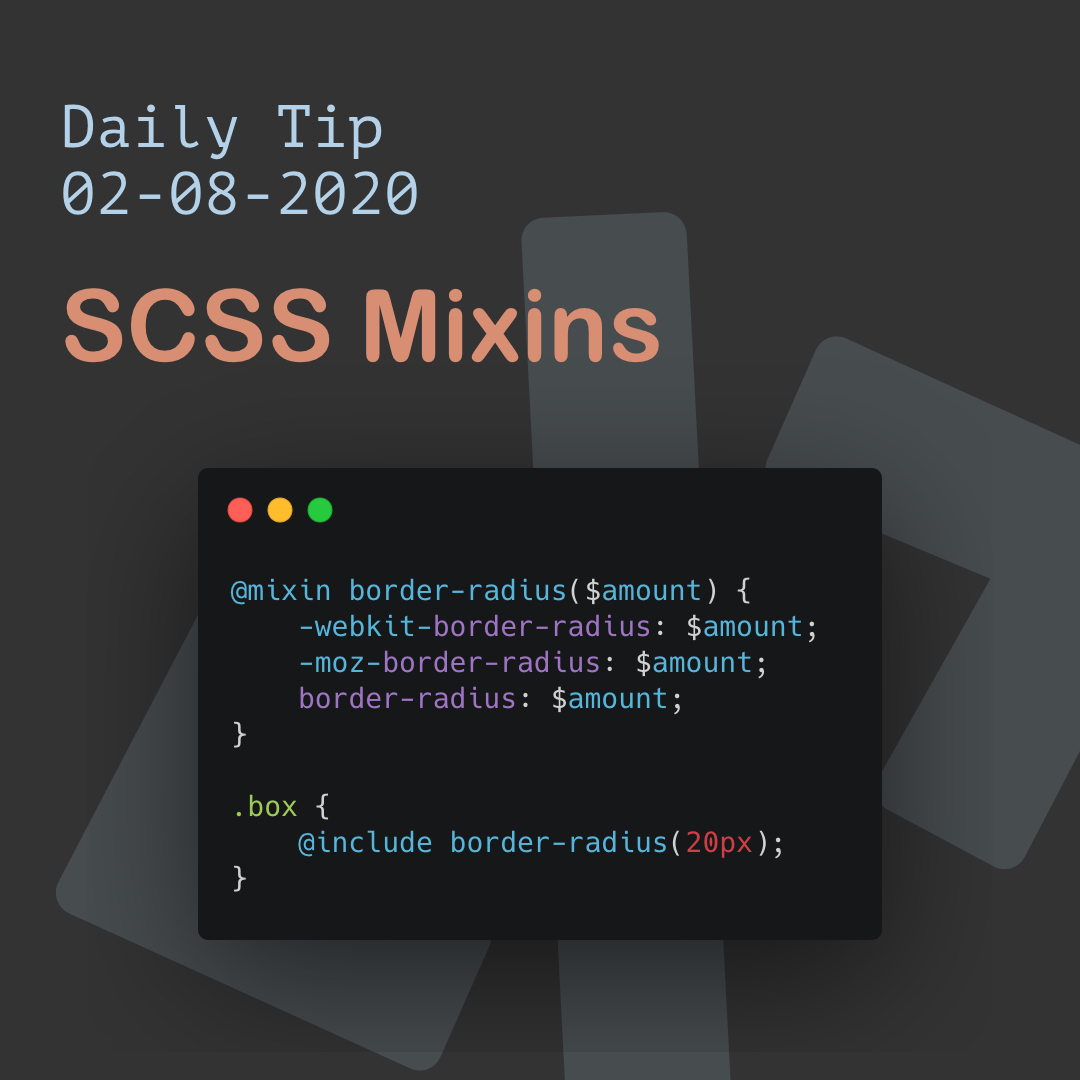 Daily Tip
02-08-2020
SCSS Mixins
@mixin border-radius($amount) {
    -webkit-border-radius: $amount;
    -moz-border-radius: $amount;
    border-radius: $amount;
}
.box {
    @include border-radius(20px);
}